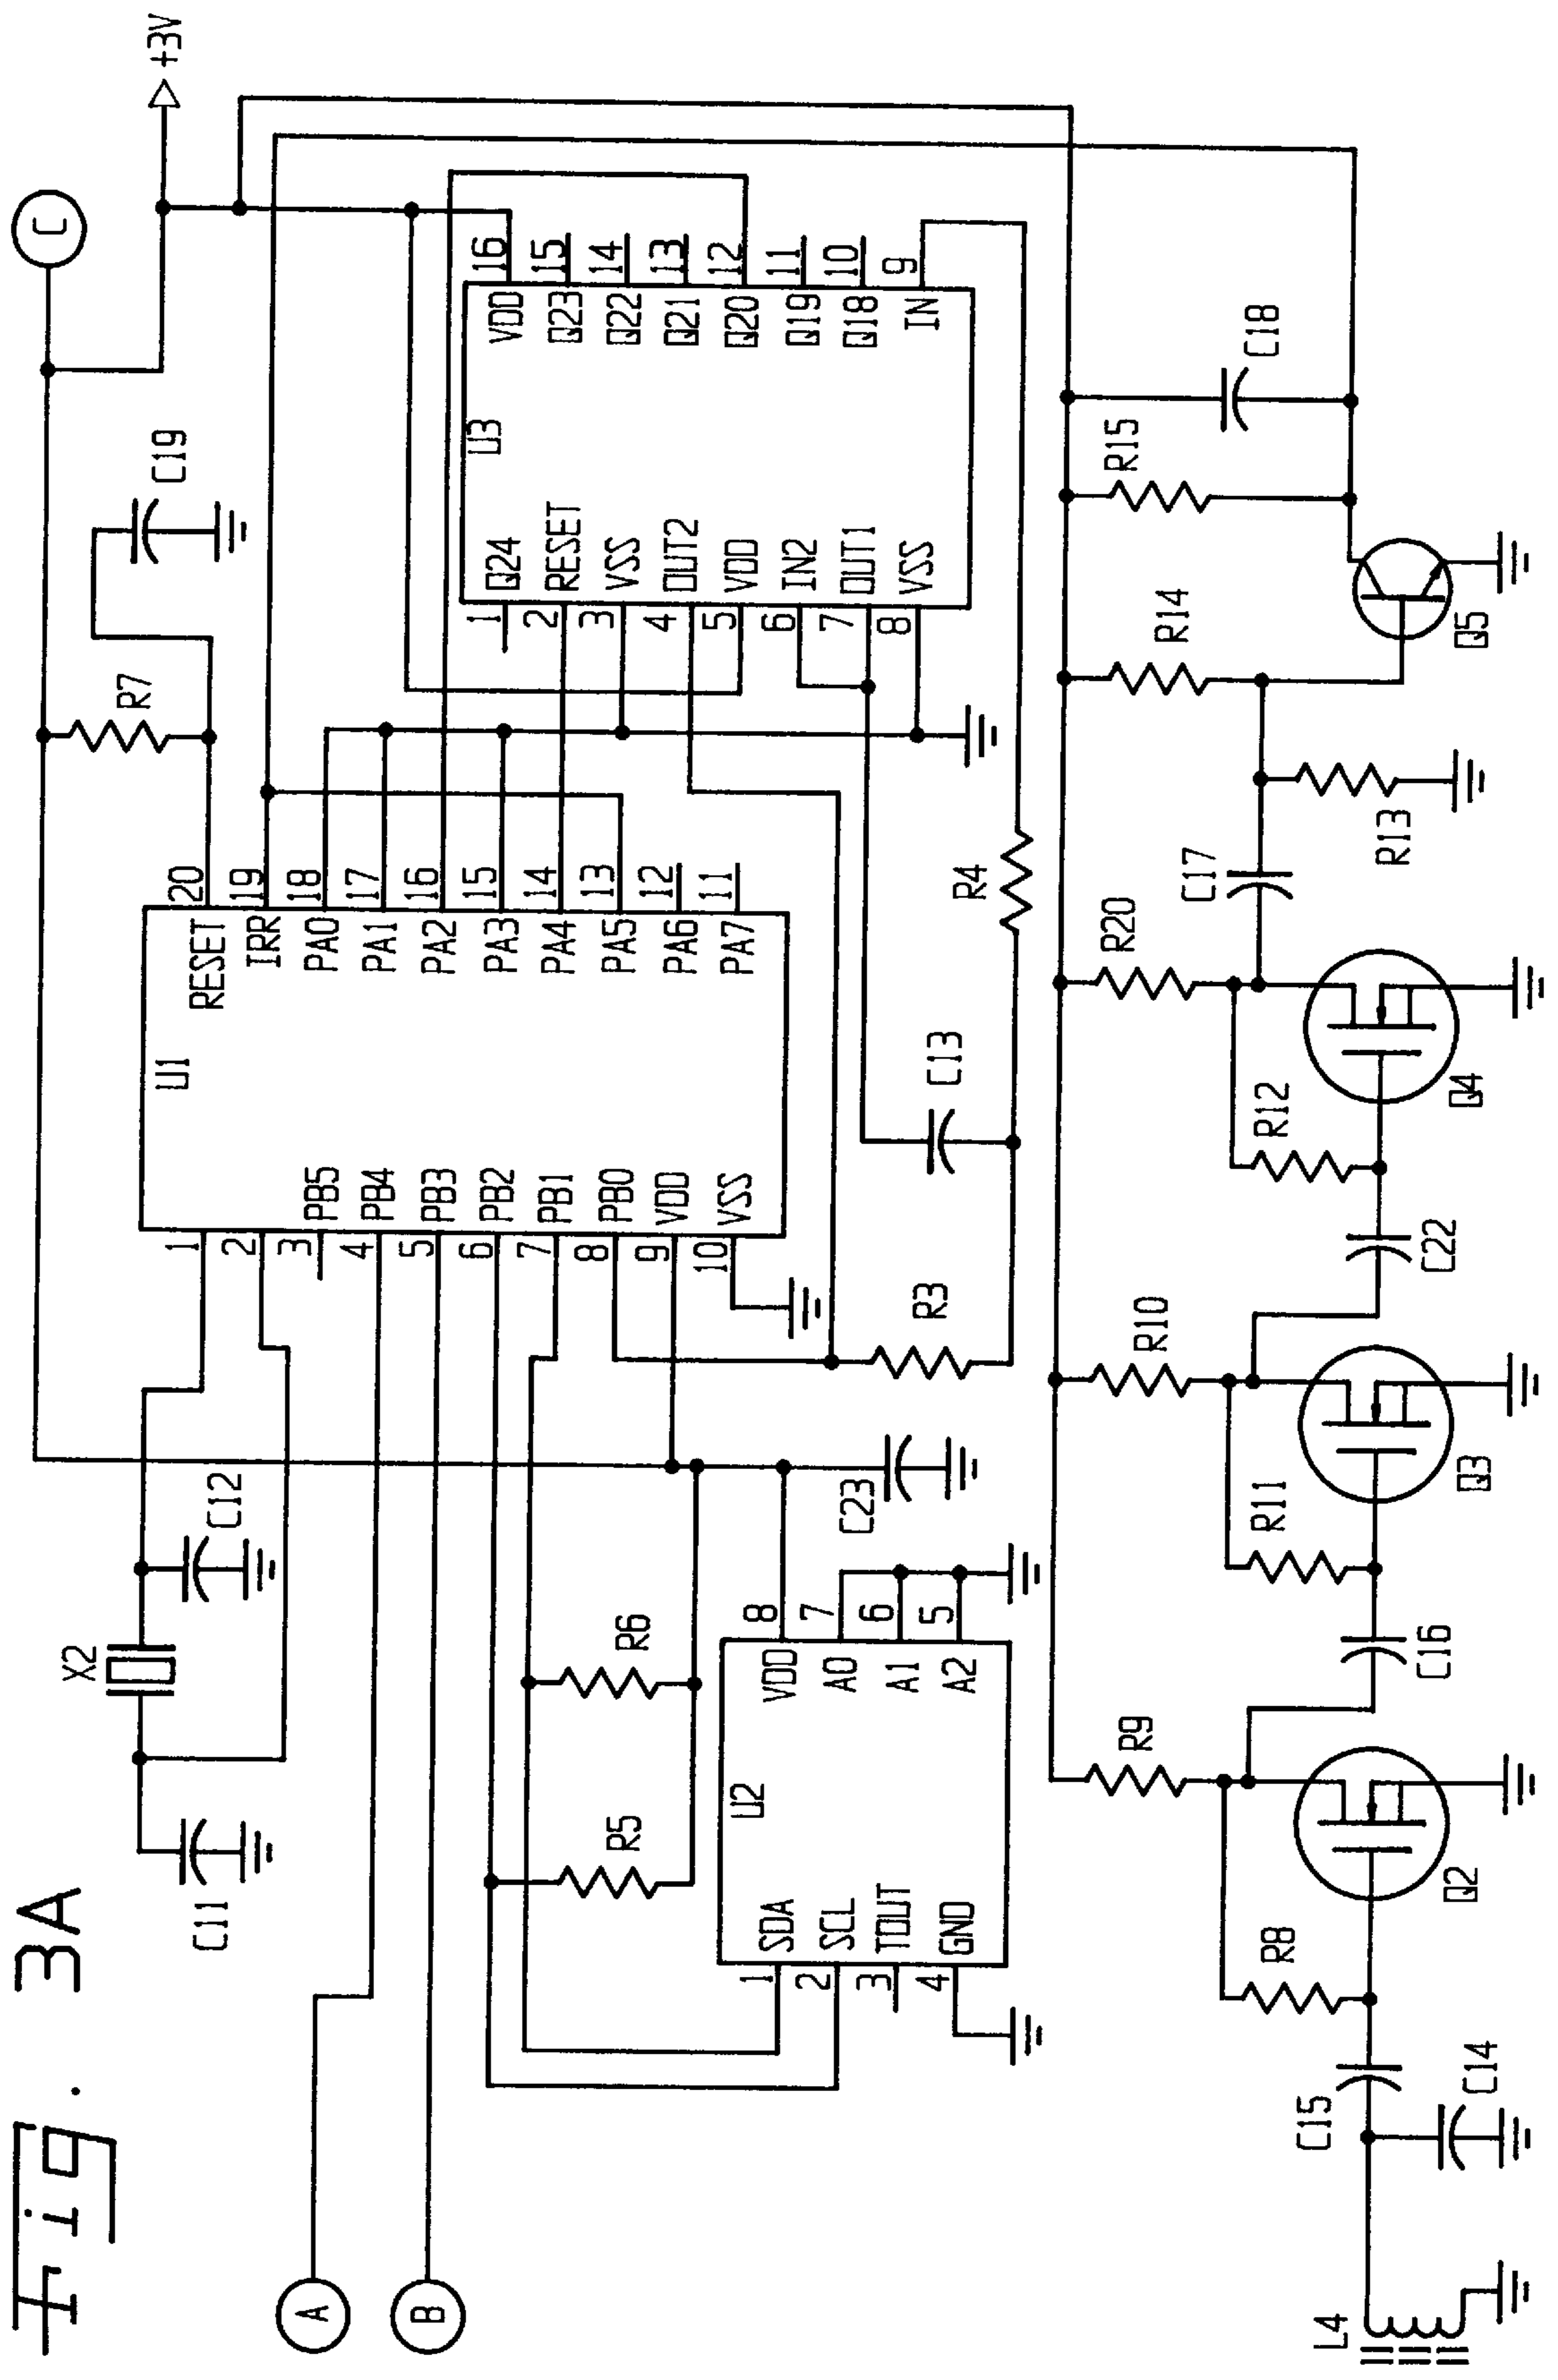 Fig. 3A
C
+3V
A
B
C11
X2
C12
R7
C19
U1
1
2
3 PB5
4 PB4
5 PB3
6 PB2
7 PB1
8 PB0
9 VDD
10 VSS
RESET 20
IRR 19
PA0 18
PA1 17
PA2 16
PA3 15
PA4 14
PA5 13
PA6 12
PA7 11
U3
1 Q24
2 RESET
3 VSS
4 OUT2
5 VDD
6 IN2
7 OUT1
8 VSS
VDD 16
Q23 15
Q22 14
Q21 13
Q20 12
Q19 11
Q18 10
IN 9
R5
R6
U2
1 SDA
2 SCL
3 TOUT
4 GND
VDD 8
A0 7
A1 6
A2 5
C23
R3
C13
R4
L4
C14
C15
R8
Q2
R9
C16
R11
Q3
R10
C22
R12
Q4
R20
C17
R13
R14
Q5
R15
C18